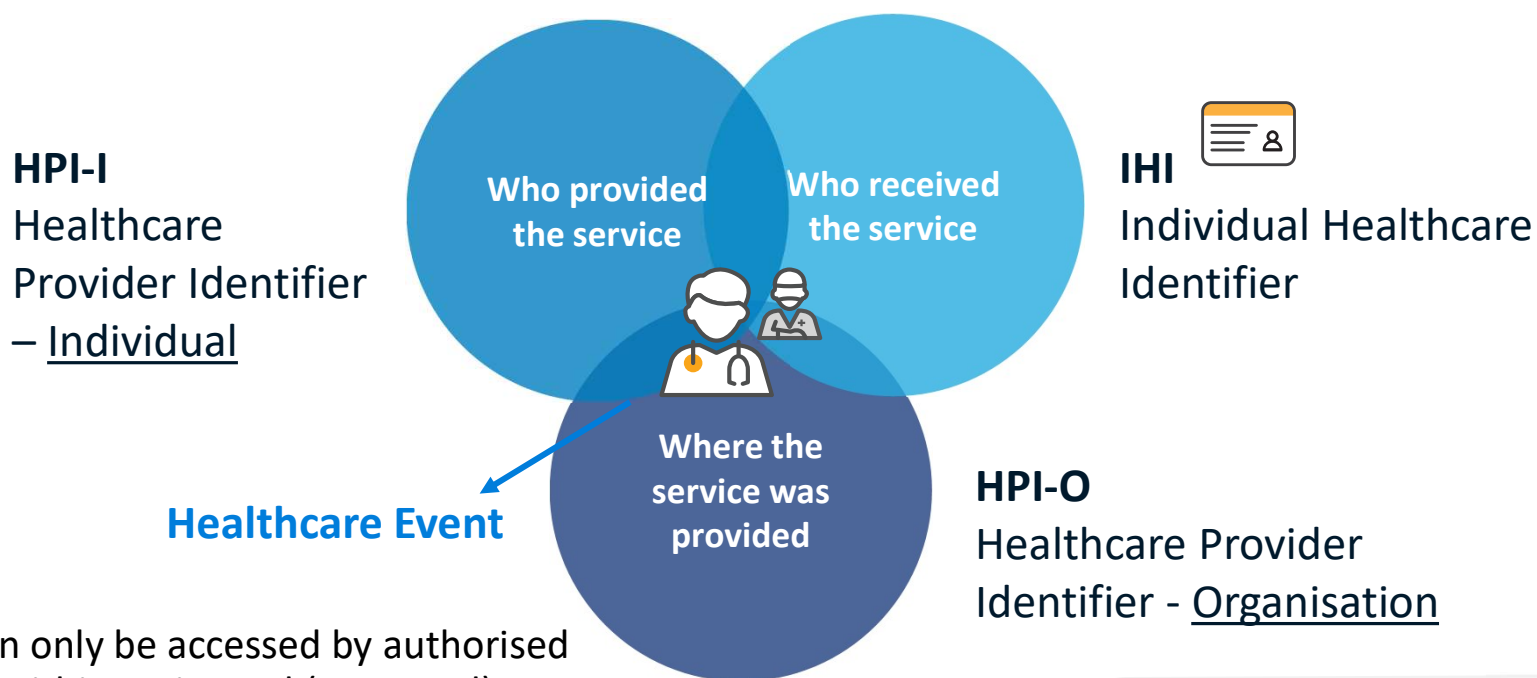 HPI-I
Healthcare
Provider Identifier
– Individual
Who provided
the service
Who received
the service
IHI
Individual Healthcare
Identifier
Where the
service was
provided
Healthcare Event
HPI-O
Healthcare Provider
Identifier - Organisation
only be accessed by authorised